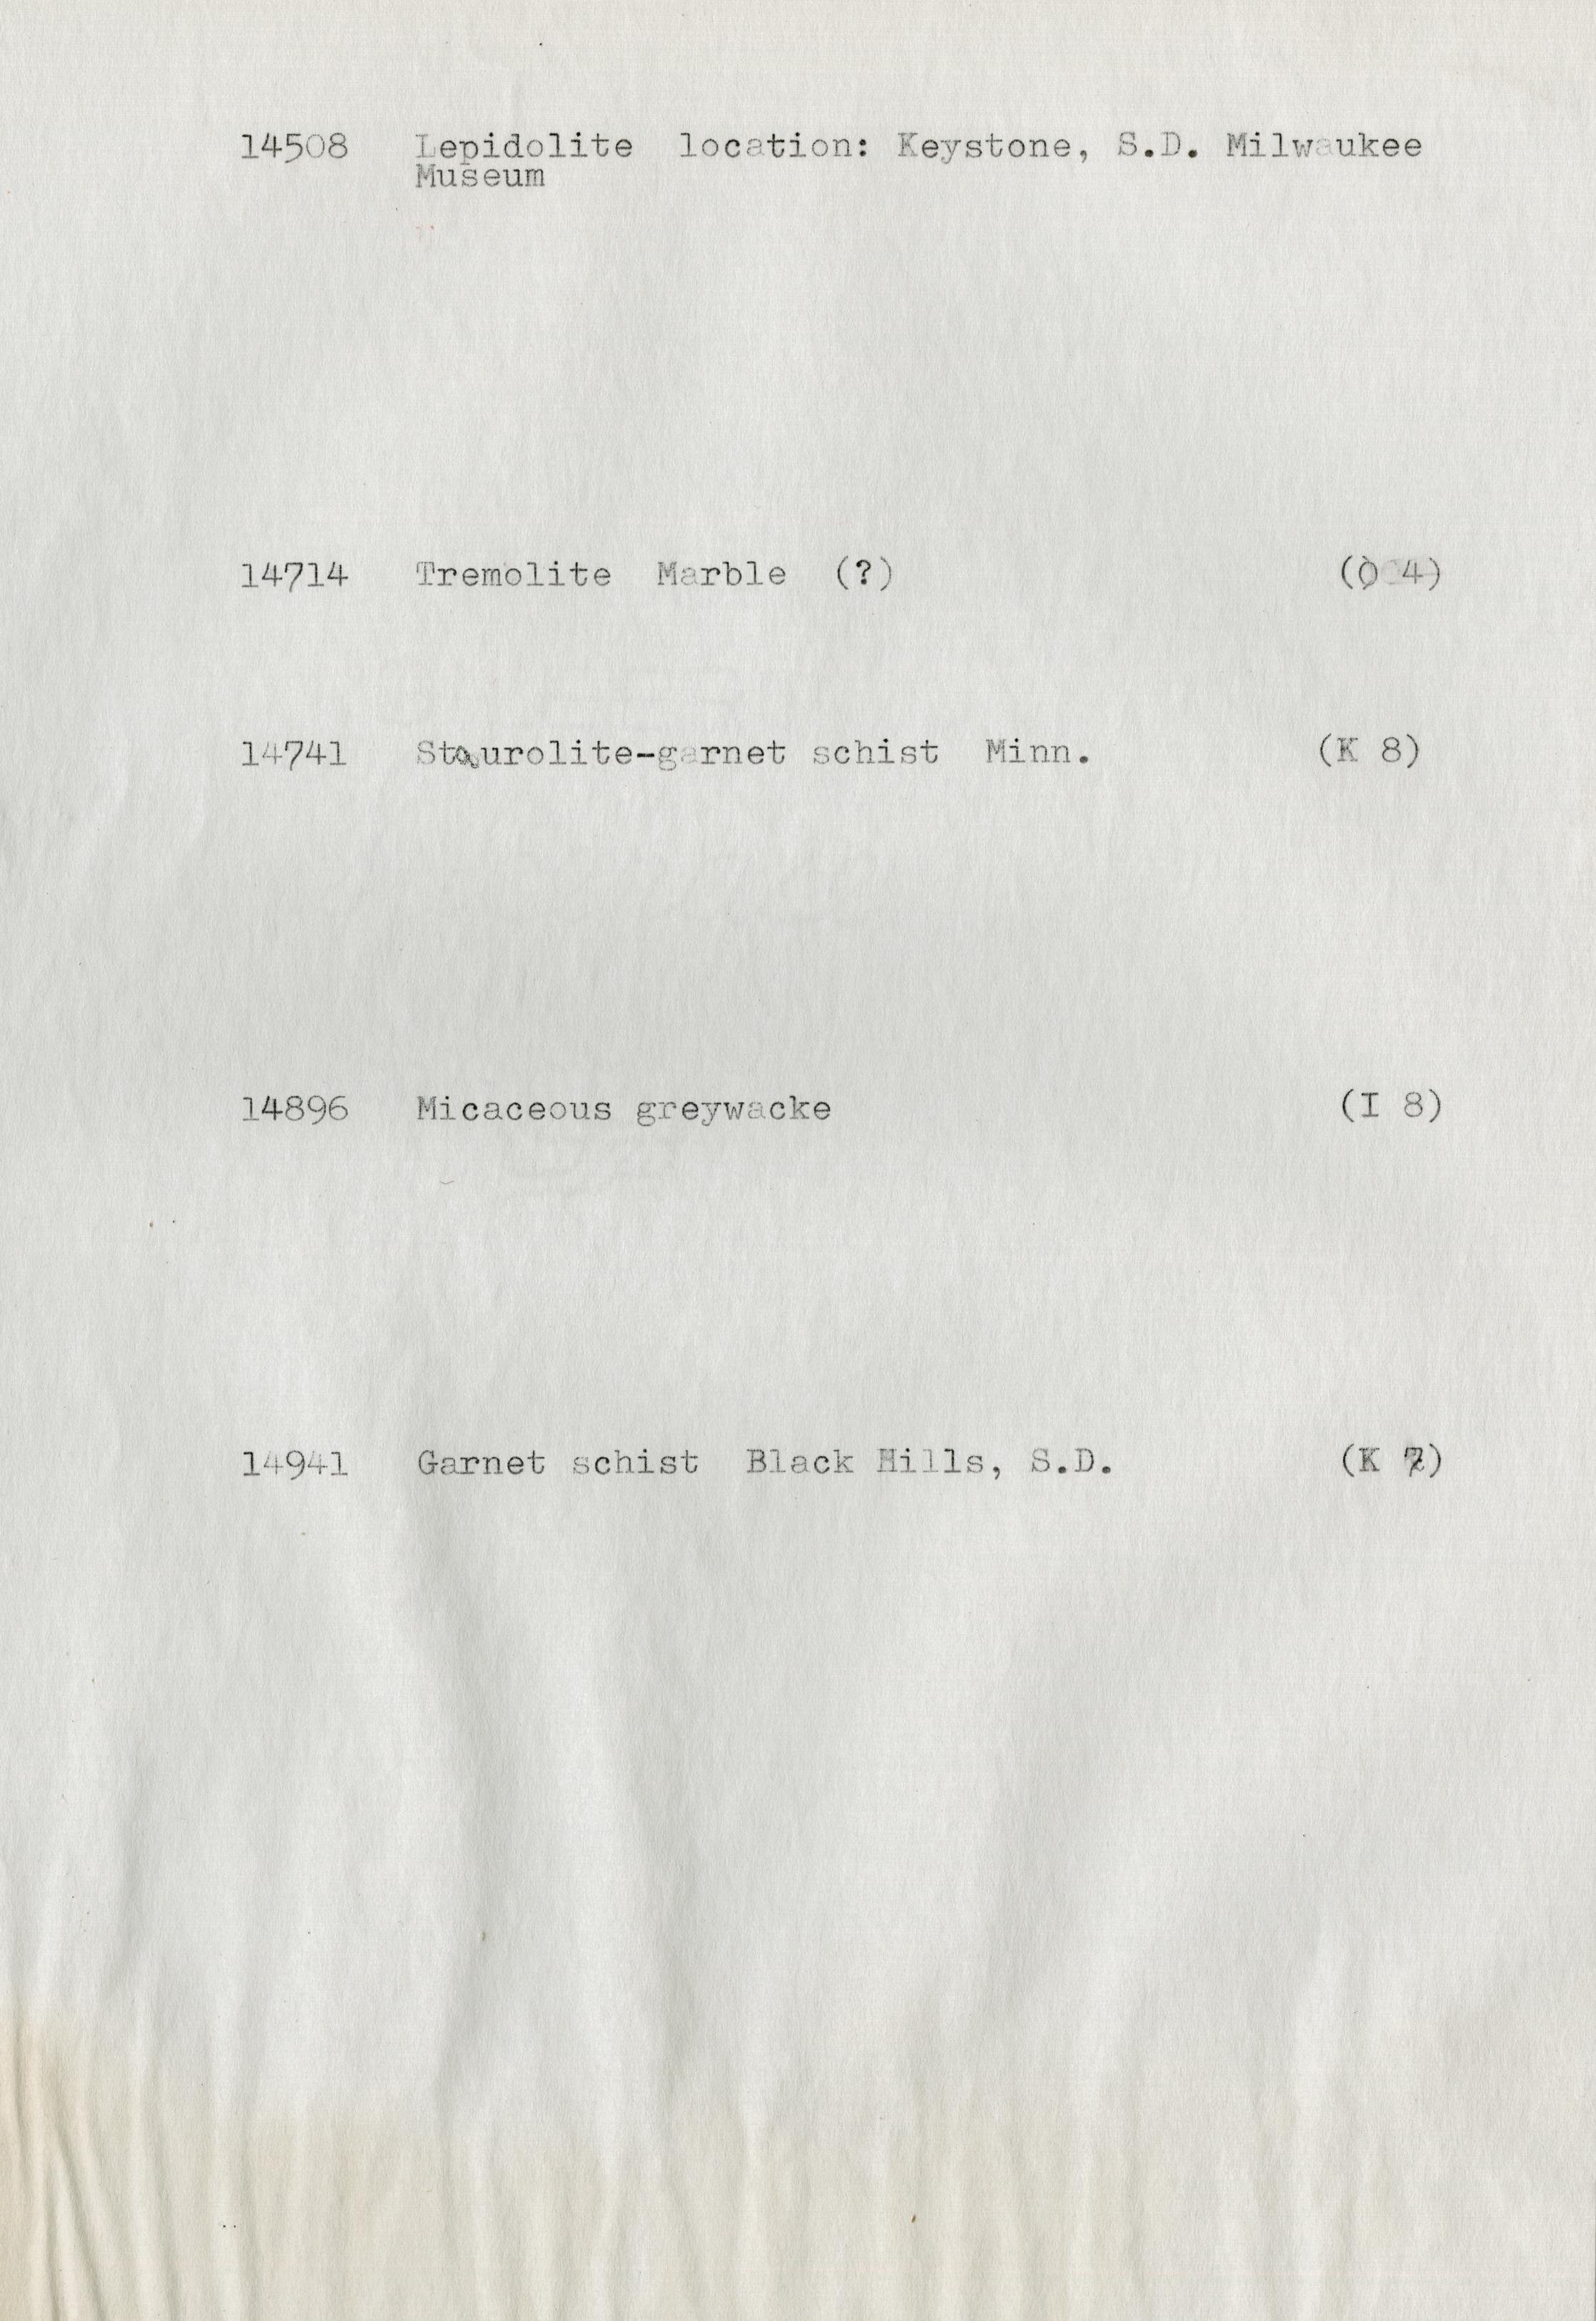 14508 Lepidolite location: Keystone, S.D. Milwaukee
Museum
14714 Tremolite Marble (?) (O 4)
14741 Staurolite-garnet schist Minn. (K 8)
14896 Micaceous greywacke (I 8)
14941 Garnet schist Black Hills, S.D. (K